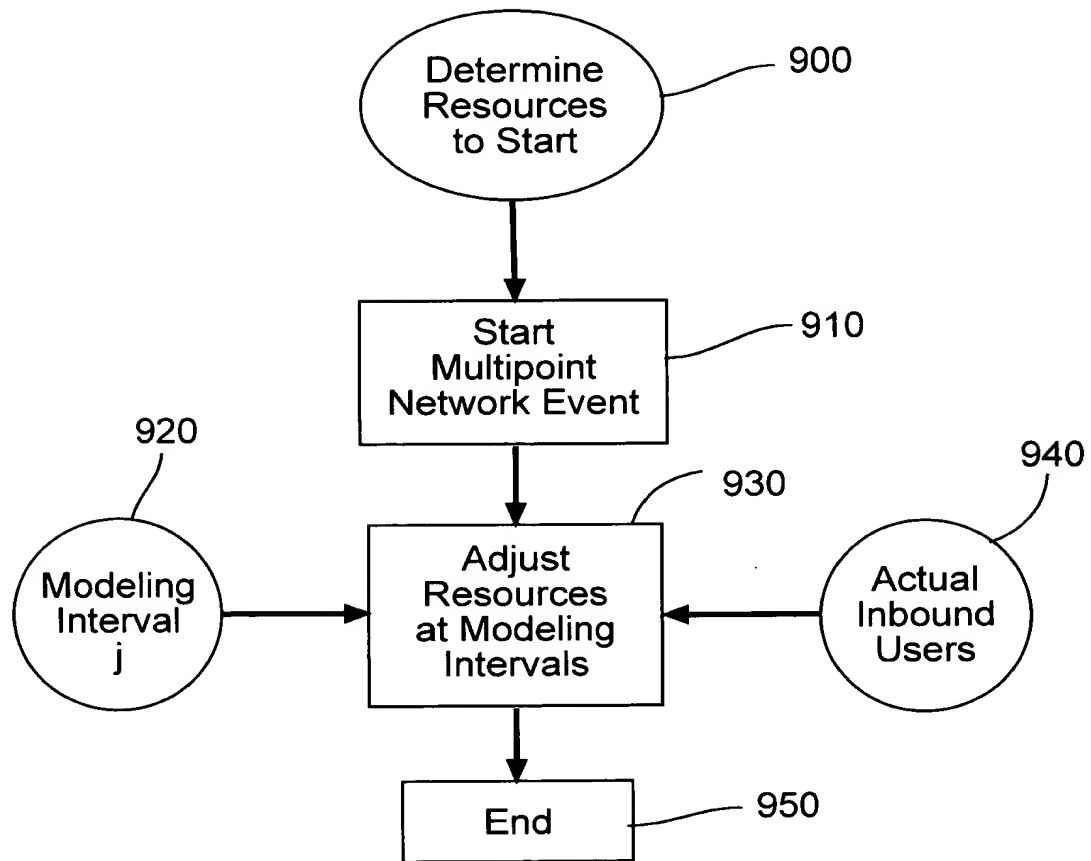 Determine
Resources
to Start
900
Start
Multipoint
Network Event
910
920
Modeling
Interval
j
930
Adjust
Resources
at Modeling
Intervals
940
Actual
Inbound
Users
End
950